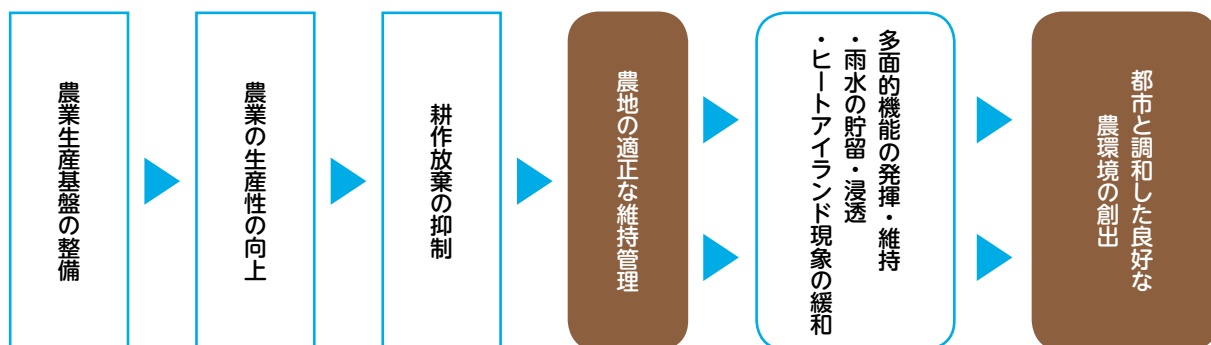 農業生産基盤の整備
農業の生産性の向上
耕作放棄の抑制
農地の適正な維持管理
多面的機能の発揮・維持
・雨水の貯留・浸透
・ヒートアイランド現象の緩和
都市と調和した良好な
農環境の創出